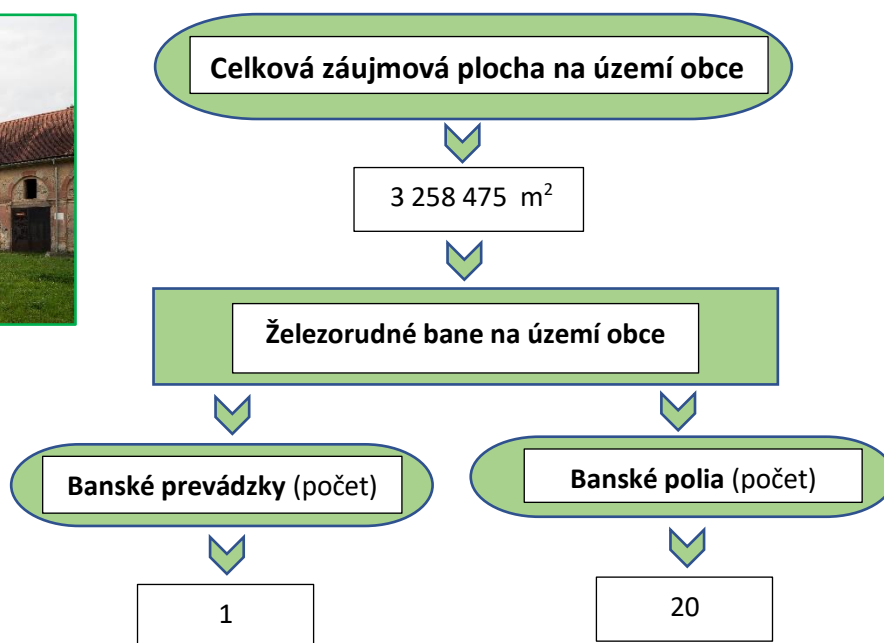 Celková záujmová plocha na území obce
3 258 475 m²
Železorudné bane na území obce
Banské prevádzky (počet)
Banské polia (počet)
1
20